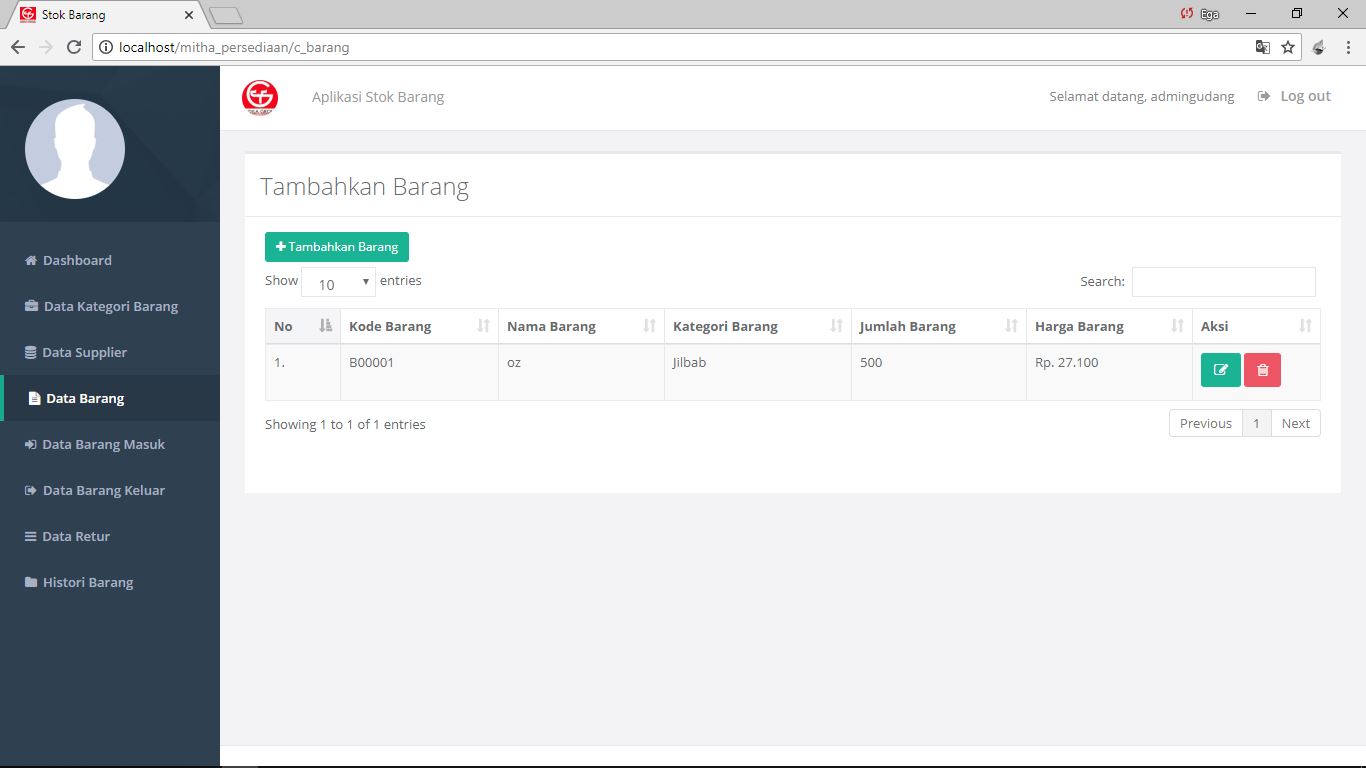 Stok Barang
Ega
localhost/mitha_persediaan/c_barang
Aplikasi Stok Barang
Selamat datang, admingudang
Log out
Dashboard
Data Kategori Barang
Data Supplier
Data Barang
Data Barang Masuk
Data Barang Keluar
Data Retur
Histori Barang
Tambahkan Barang
Tambahkan Barang
Show 10 entries
Search:
No Kode Barang Nama Barang Kategori Barang Jumlah Barang Harga Barang Aksi
1. B00001 oz Jilbab 500 Rp. 27.100
Showing 1 to 1 of 1 entries
Previous 1 Next